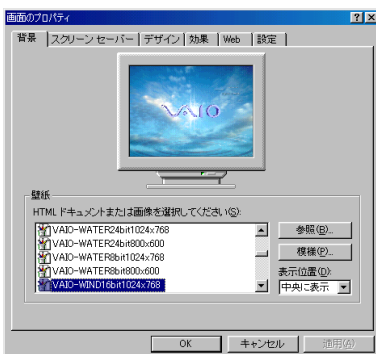 画面のプロパティ
背景 スクリーン セーバー デザイン 効果 Web 設定
VAIO
壁紙
HTML ドキュメントまたは画像を選択してください(S):
VAIO-WATER24bit1024x768
VAIO-WATER24bit800x600
VAIO-WATER8bit1024x768
VAIO-WATER8bit800x600
VAIO-WIND16bit1024x768
参照(B)...
模様(P)...
表示位置(D):
中央に表示
OK キャンセル 適用(A)